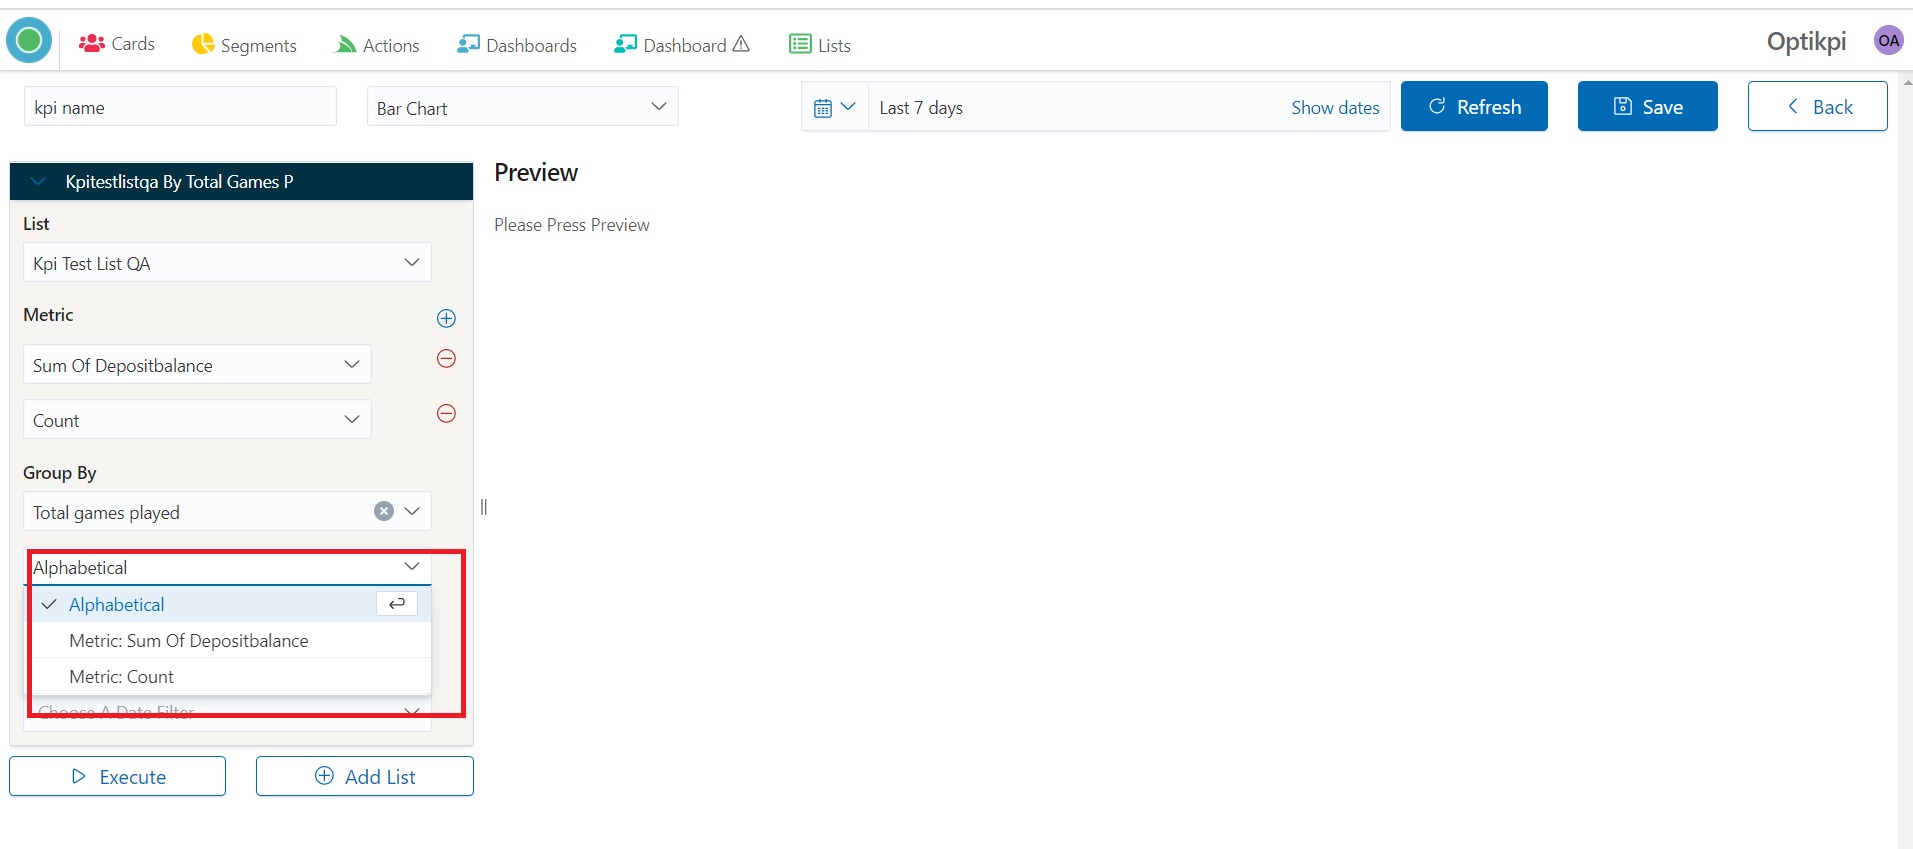 Cards
Segments
Actions
Dashboards
Dashboard
Lists
Optikpi
OA
kpi name
Bar Chart
Last 7 days
Show dates
Refresh
Save
Back
Kpitestlistqa By Total Games P
Preview
Please Press Preview
List
Kpi Test List QA
Metric
Sum Of Depositbalance
Count
Group By
Total games played
Alphabetical
Alphabetical
Metric: Sum Of Depositbalance
Metric: Count
Choose A Date Filter
Execute
Add List